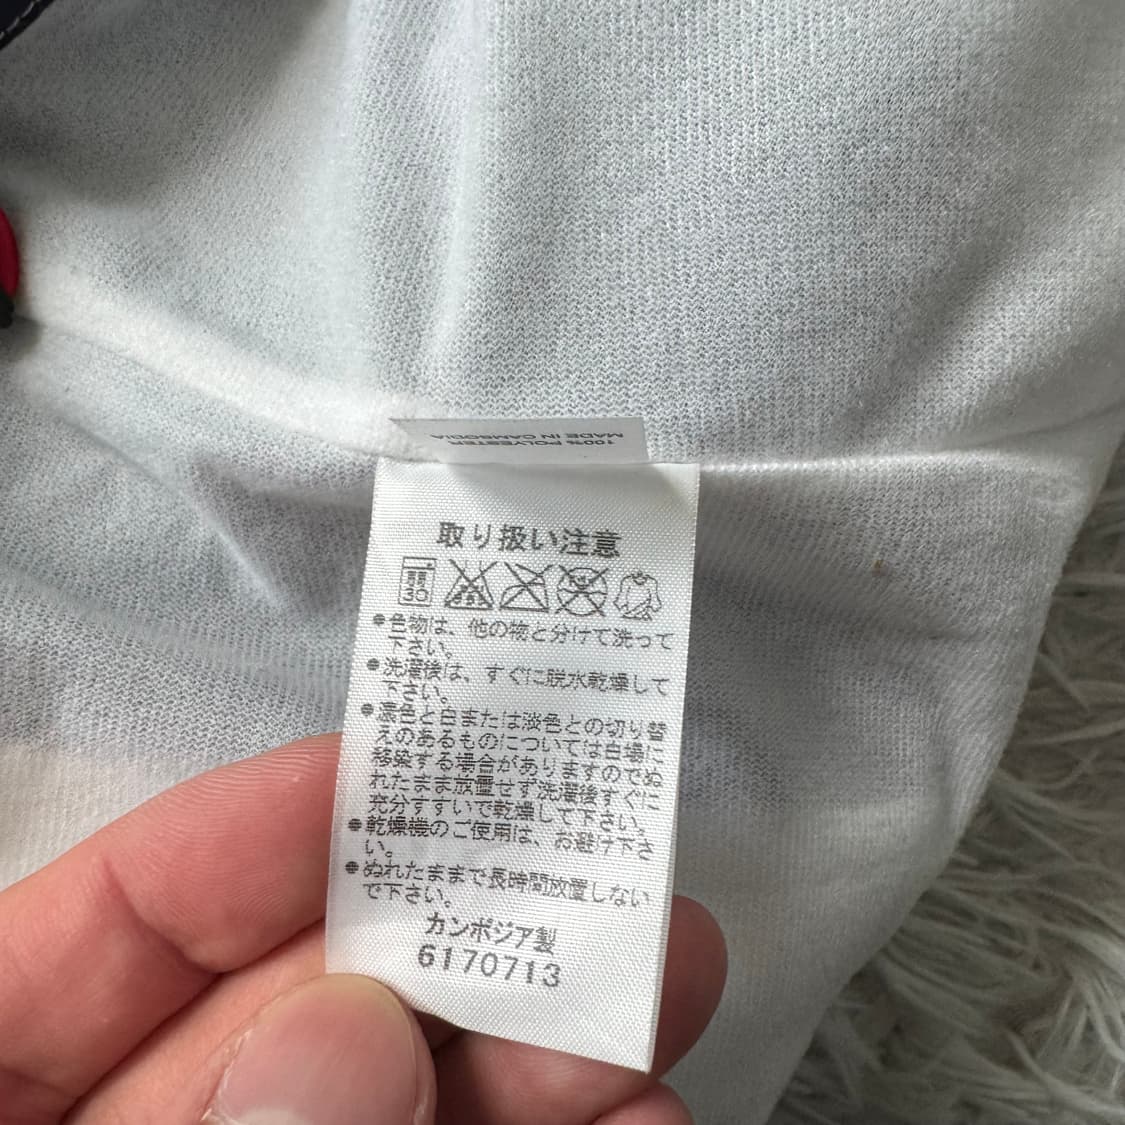 100% POLYESTER
MADE IN CAMBODIA
取り扱い注意
30
●色物は、他の物と分けて洗って
下さい。
●洗濯後は、すぐに脱水乾燥して
下さい。
●濃色と白または淡色との切り替
えのあるものについては白場に
移染する場合がありますのでぬ
れたまま放置せず洗濯後すぐに
充分すすいで乾燥して下さい。
●乾燥機のご使用は、お避け下さ
い。
●ぬれたままで長時間放置しない
で下さい。
カンボジア製
6170713